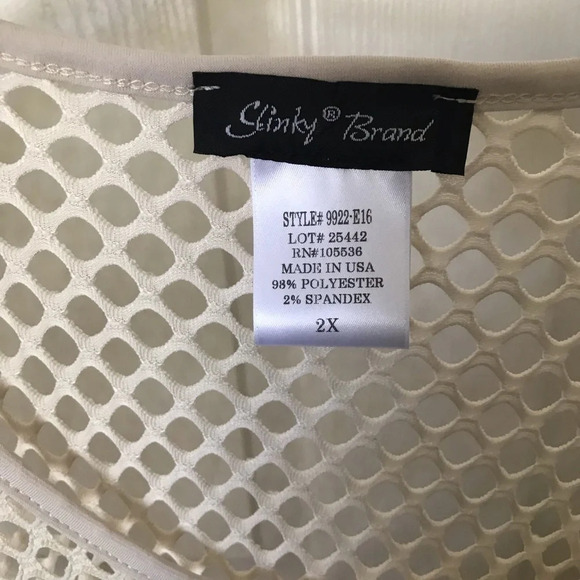 Slinky® Brand
STYLE# 9922-E16
LOT# 25442
RN#105536
MADE IN USA
98% POLYESTER
2% SPANDEX
2X